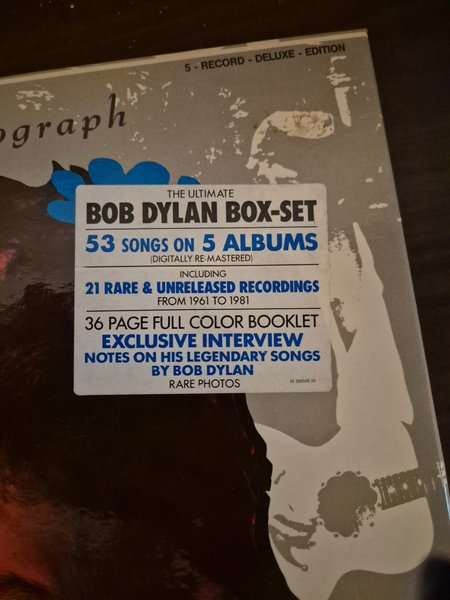 5 - RECORD - DELUXE - EDITION
ograph
THE ULTIMATE
BOB DYLAN BOX-SET
53 SONGS ON 5 ALBUMS
(DIGITALLY RE-MASTERED)
INCLUDING
21 RARE & UNRELEASED RECORDINGS
FROM 1961 TO 1981
36 PAGE FULL COLOR BOOKLET
EXCLUSIVE INTERVIEW
NOTES ON HIS LEGENDARY SONGS
BY BOB DYLAN
RARE PHOTOS